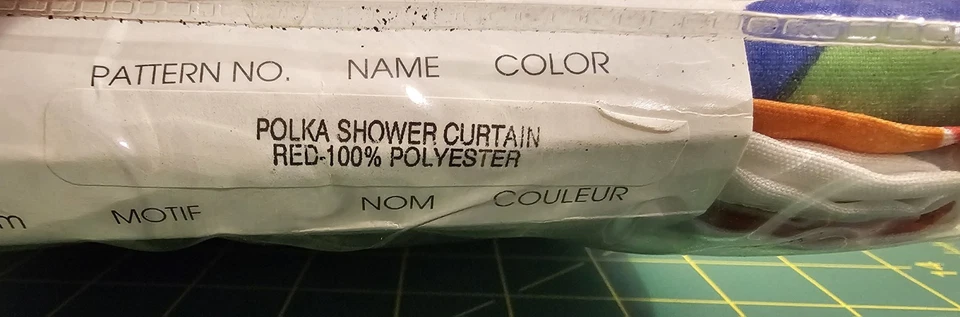 PATTERN NO. NAME COLOR
POLKA SHOWER CURTAIN
RED-100% POLYESTER
MOTIF NOM COULEUR